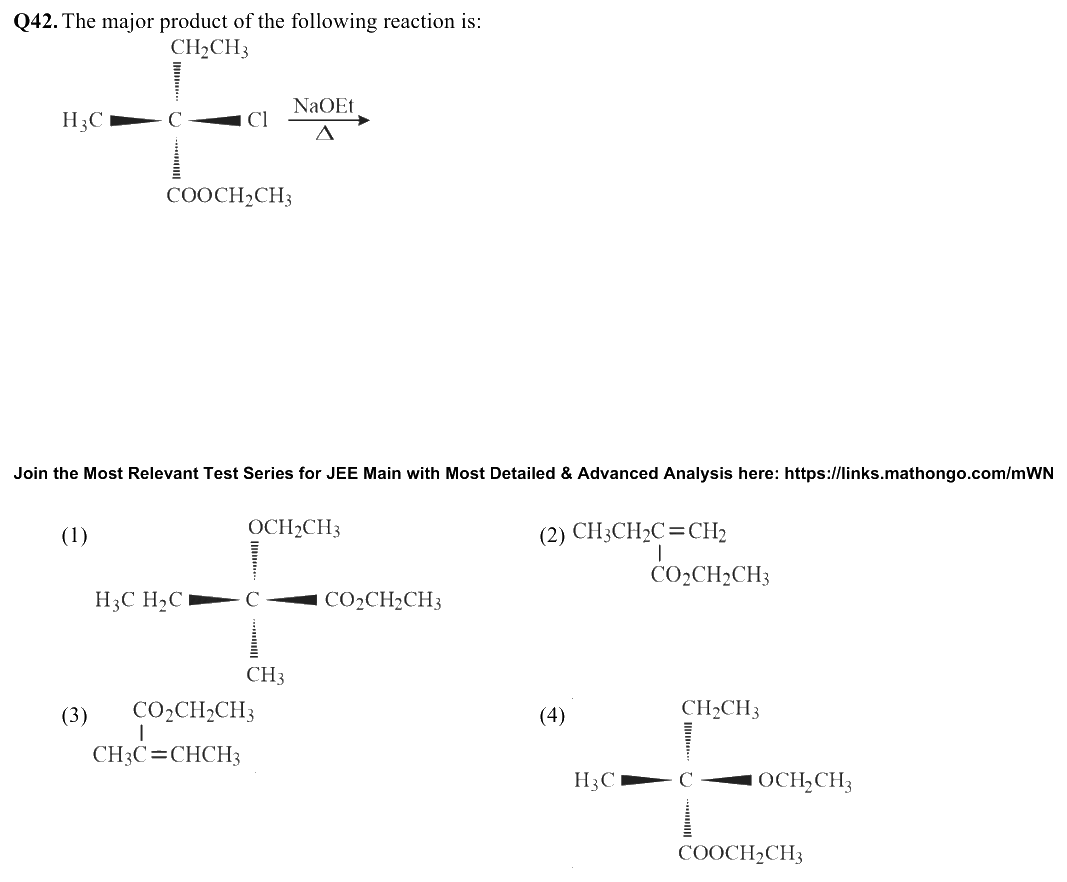 Q42. The major product of the following reaction is:
CH2CH3
H3C C Cl NaOEt
Δ
COOCH2CH3
Join the Most Relevant Test Series for JEE Main with Most Detailed & Advanced Analysis here: https://links.mathongo.com/mWN
(1)
OCH2CH3
H3C H2C C CO2CH2CH3
CH3
(2) CH3CH2C=CH2
CO2CH2CH3
(3) CO2CH2CH3
CH3C=CHCH3
(4)
CH2CH3
H3C C OCH2CH3
COOCH2CH3